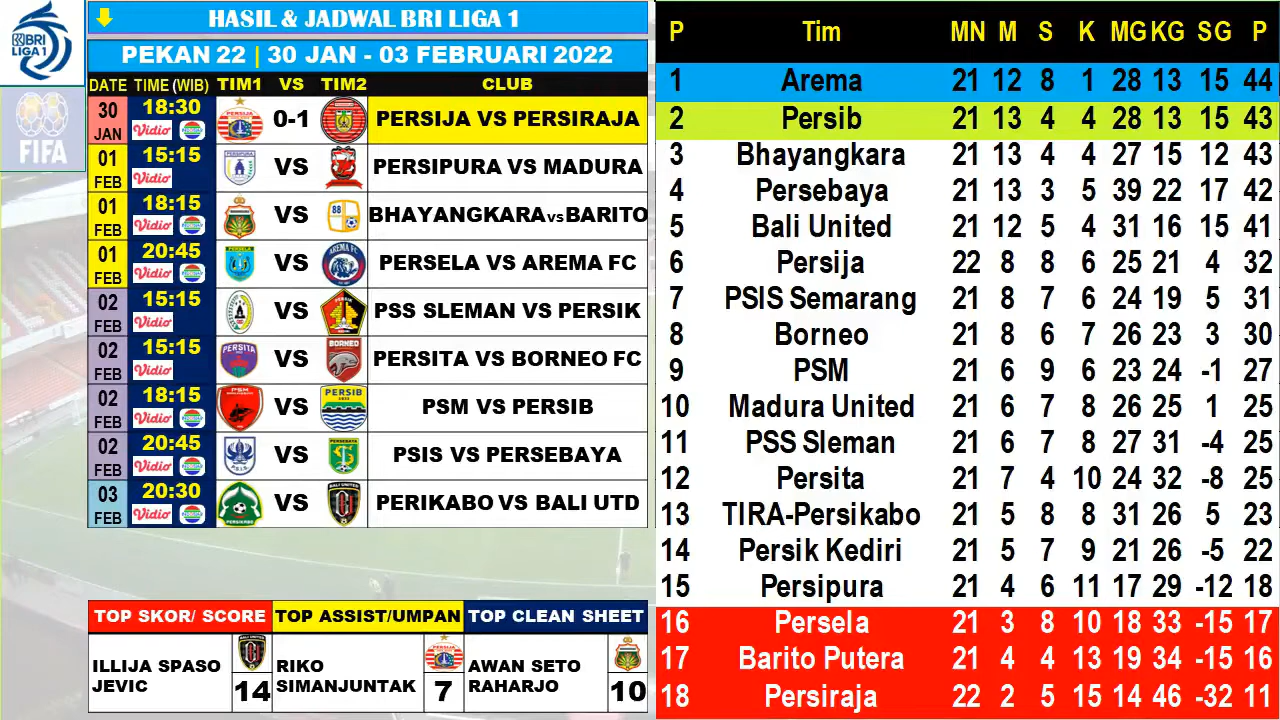 BRI
LIGA 1
FIFA
HASIL & JADWAL BRI LIGA 1
PEKAN 22 | 30 JAN - 03 FEBRUARI 2022
DATE TIME (WIB) TIM1 VS TIM2 CLUB
30 JAN 18:30 Vidio 0-1 PERSIJA VS PERSIRAJA
01 FEB 15:15 Vidio VS PERSIPURA VS MADURA
01 FEB 18:15 Vidio VS BHAYANGKARA VS BARITO
01 FEB 20:45 Vidio VS PERSELA VS AREMA FC
02 FEB 15:15 Vidio VS PSS SLEMAN VS PERSIK
02 FEB 15:15 Vidio VS PERSITA VS BORNEO FC
02 FEB 18:15 Vidio VS PSM VS PERSIB
02 FEB 20:45 Vidio VS PSIS VS PERSEBAYA
03 FEB 20:30 Vidio VS PERIKABO VS BALI UTD
TOP SKOR/ SCORE TOP ASSIST/UMPAN TOP CLEAN SHEET
ILLIJA SPASO JEVIC 14 RIKO SIMANJUNTAK 7 AWAN SETO RAHARJO 10
P Tim MN M S K MG KG SG P
1 Arema 21 12 8 1 28 13 15 44
2 Persib 21 13 4 4 28 13 15 43
3 Bhayangkara 21 13 4 4 27 15 12 43
4 Persebaya 21 13 3 5 39 22 17 42
5 Bali United 21 12 5 4 31 16 15 41
6 Persija 22 8 8 6 25 21 4 32
7 PSIS Semarang 21 8 7 6 24 19 5 31
8 Borneo 21 8 6 7 26 23 3 30
9 PSM 21 6 9 6 23 24 -1 27
10 Madura United 21 6 7 8 26 25 1 25
11 PSS Sleman 21 6 7 8 27 31 -4 25
12 Persita 21 7 4 10 24 32 -8 25
13 TIRA-Persikabo 21 5 8 8 31 26 5 23
14 Persik Kediri 21 5 7 9 21 26 -5 22
15 Persipura 21 4 6 11 17 29 -12 18
16 Persela 21 3 8 10 18 33 -15 17
17 Barito Putera 21 4 4 13 19 34 -15 16
18 Persiraja 22 2 5 15 14 46 -32 11